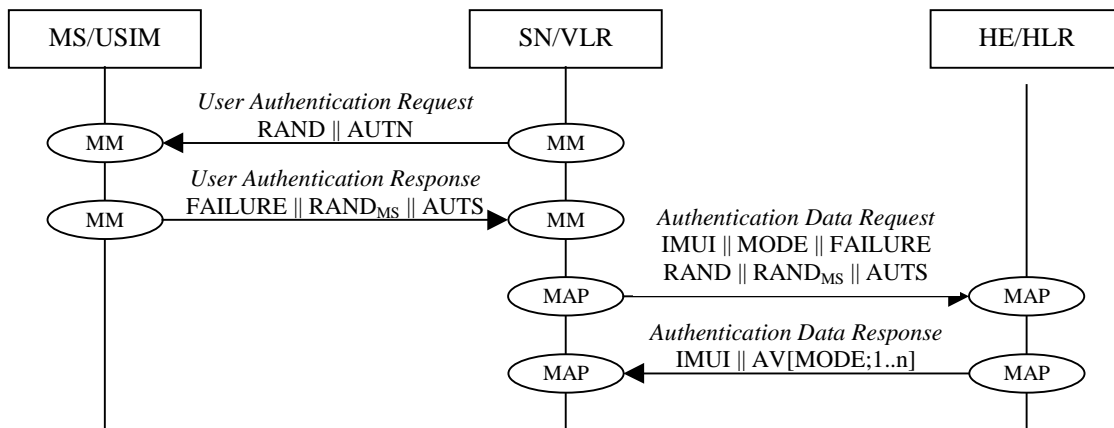 MS/USIM
SN/VLR
HE/HLR
User Authentication Request
RAND || AUTN
MM
MM
User Authentication Response
FAILURE || RANDMS || AUTS
MM
MM
Authentication Data Request
IMUI || MODE || FAILURE
RAND || RANDMS || AUTS
MAP
MAP
Authentication Data Response
IMUI || AV[MODE;1..n]
MAP
MAP